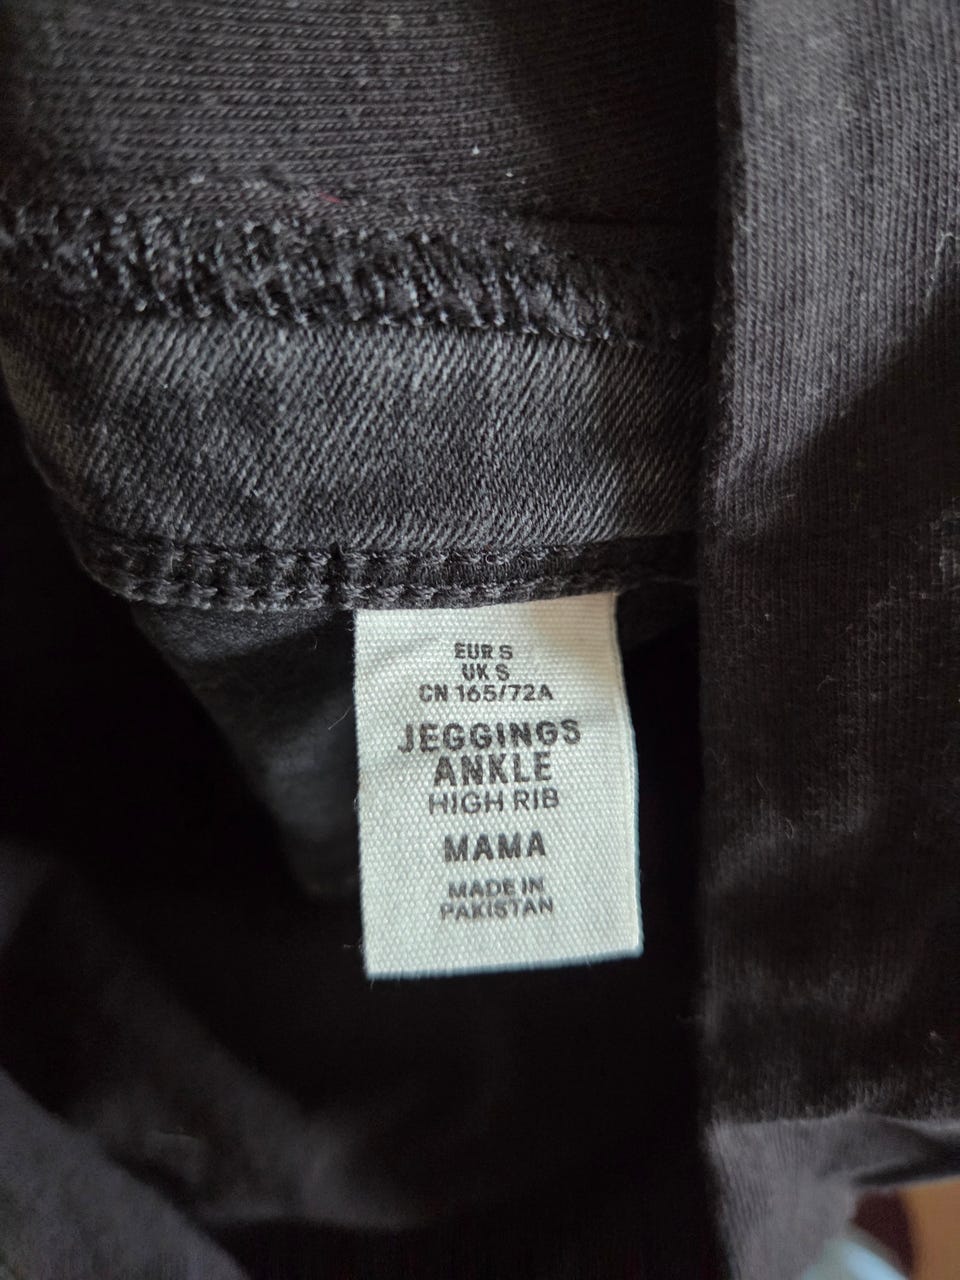 EUR S
UK S
CN 165/72A
JEGGINGS
ANKLE
HIGH RIB
MAMA
MADE IN
PAKISTAN